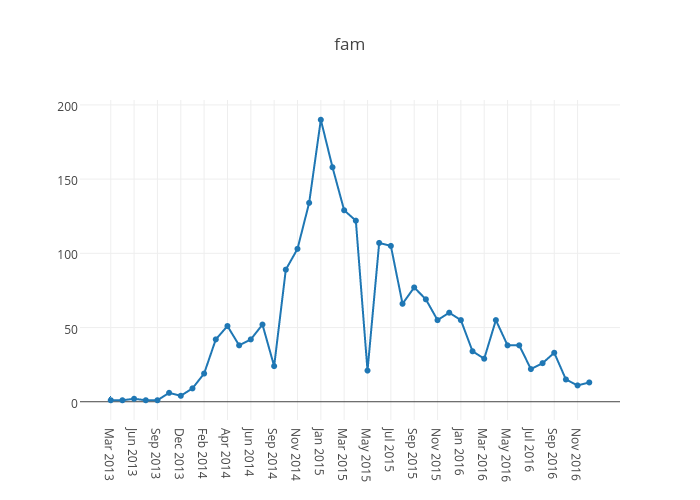 fam
200
150
100
50
0
Mar 2013
Jun 2013
Sep 2013
Dec 2013
Feb 2014
Apr 2014
Jun 2014
Sep 2014
Nov 2014
Jan 2015
Mar 2015
May 2015
Jul 2015
Sep 2015
Nov 2015
Jan 2016
Mar 2016
May 2016
Jul 2016
Sep 2016
Nov 2016